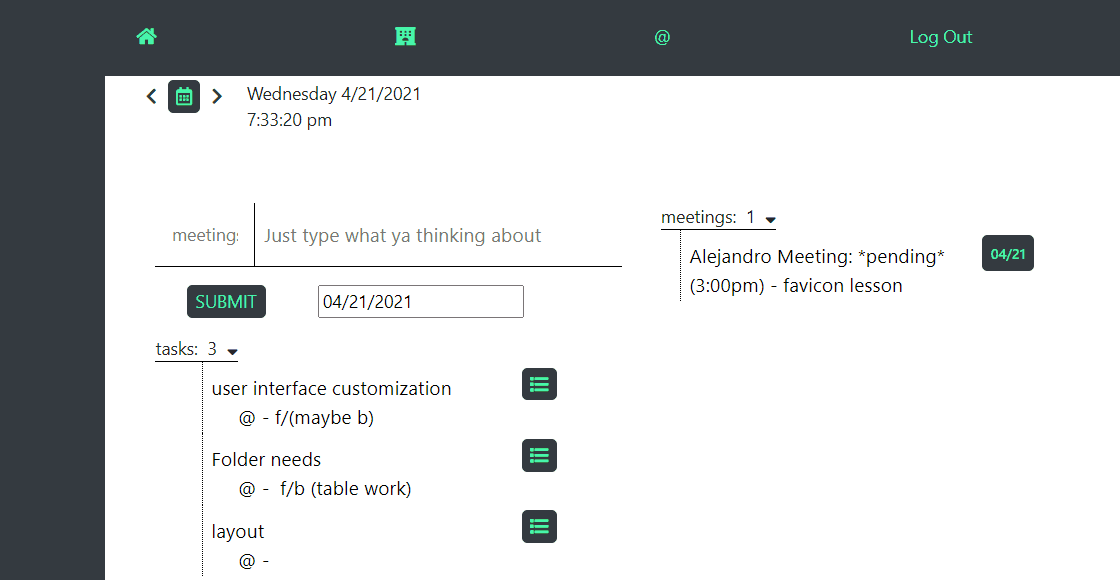 @
Log Out
Wednesday 4/21/2021
7:33:20 pm
meeting
Just type what ya thinking about
SUBMIT
04/21/2021
tasks: 3
user interface customization
@ - f/(maybe b)
Folder needs
@ - f/b (table work)
layout
@ -
meetings: 1
Alejandro Meeting: *pending*
(3:00pm) - favicon lesson
04/21